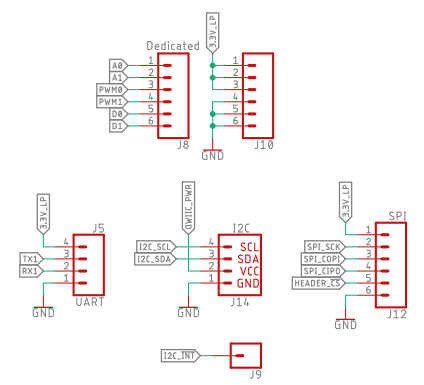 Dedicated
3.3V_LP
A0 1
A1 2
PWM0 3
PWM1 4
D0 5
D1 6
J8
1
2
3
4
5
6
GND
J10
3.3V_LP
J5
4
TX1 3
RX1 2
1
GND
UART
QWIIC_PWR
I2C
I2C_SCL 4 SCL
I2C_SDA 3 SDA
2 VCC
1 GND
GND
J14
3.3V_LP
SPI
1
SPI_SCK 2
SPI_COPI 3
SPI_CIPO 4
HEADER_CS 5
6
GND
J12
I2C_INT
J9